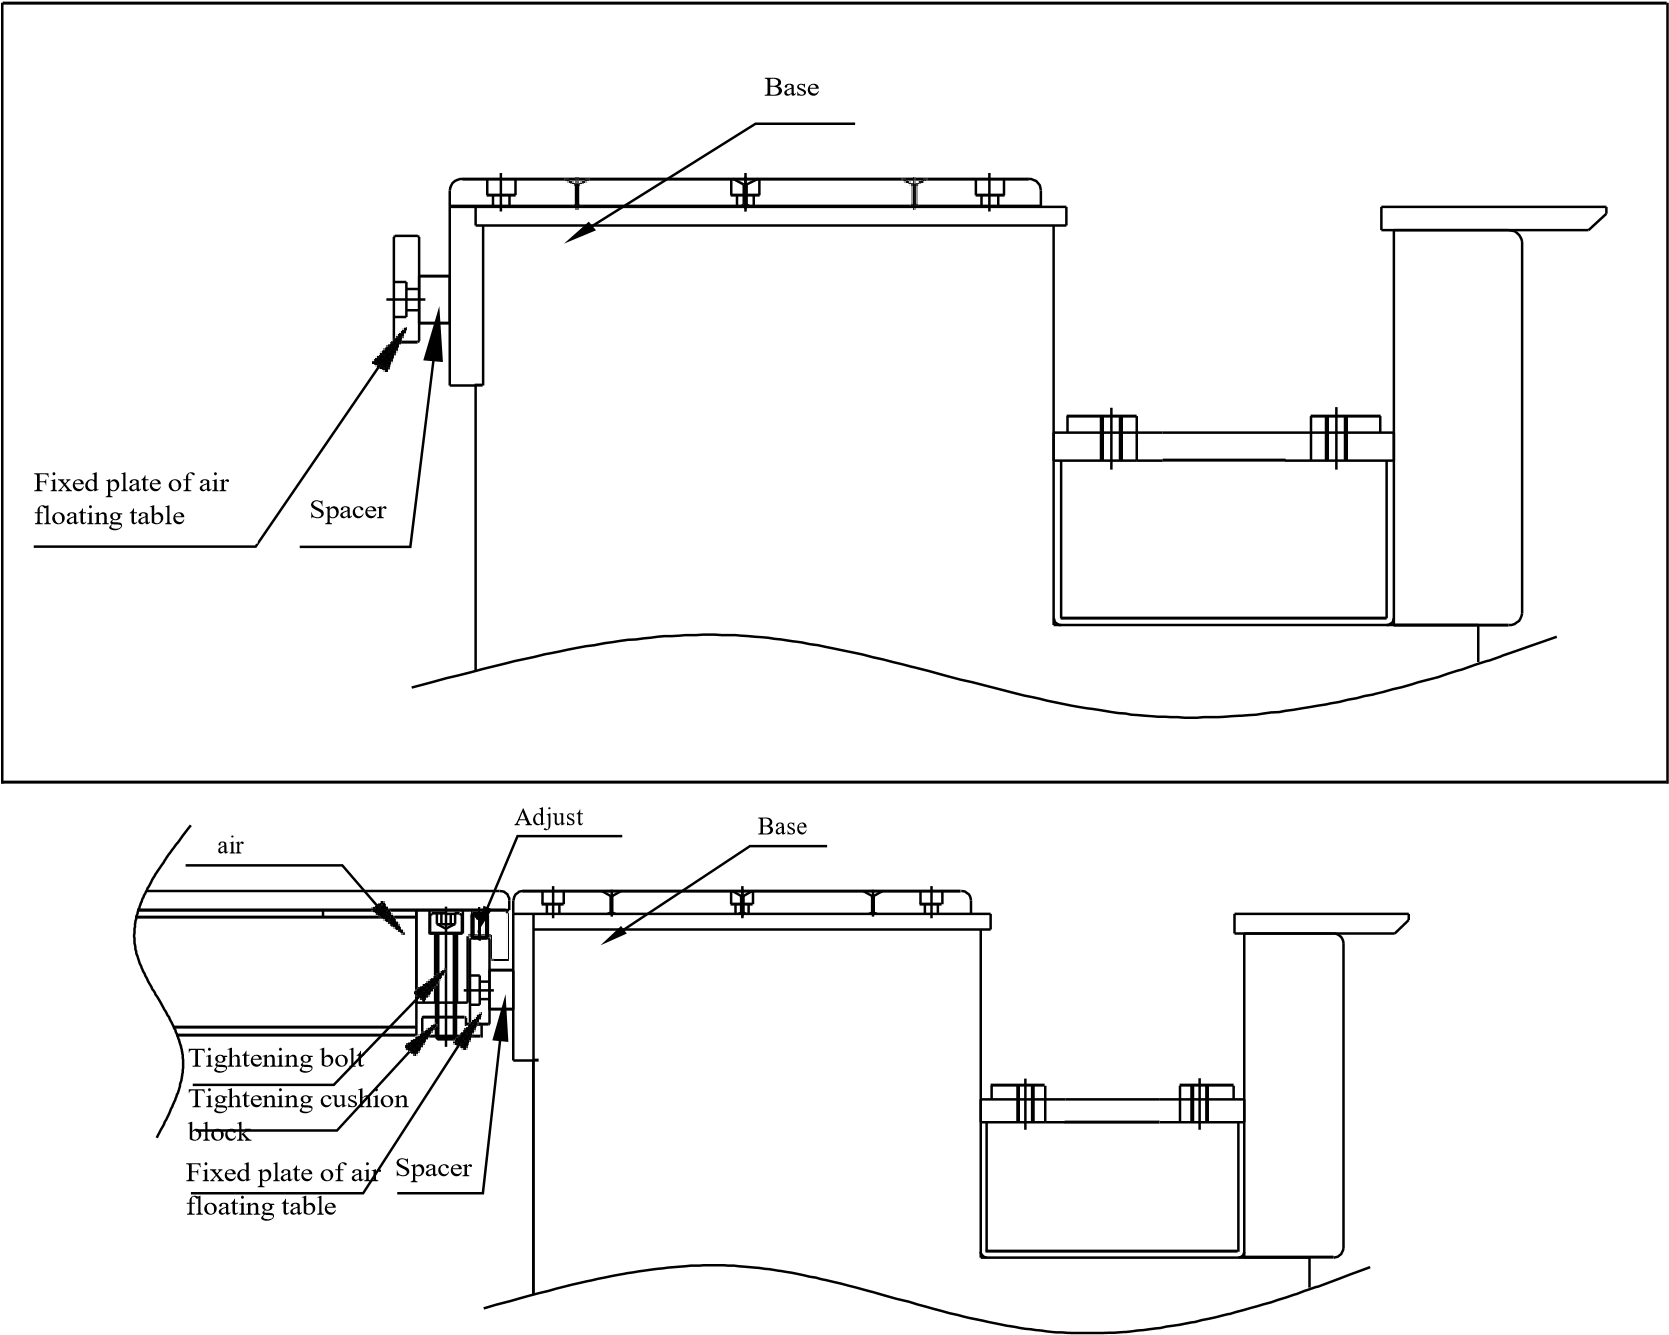 Base
Fixed plate of air
floating table
Spacer
Adjust
Base
air
Tightening bolt
Tightening cushion
block
Fixed plate of air
floating table
Spacer